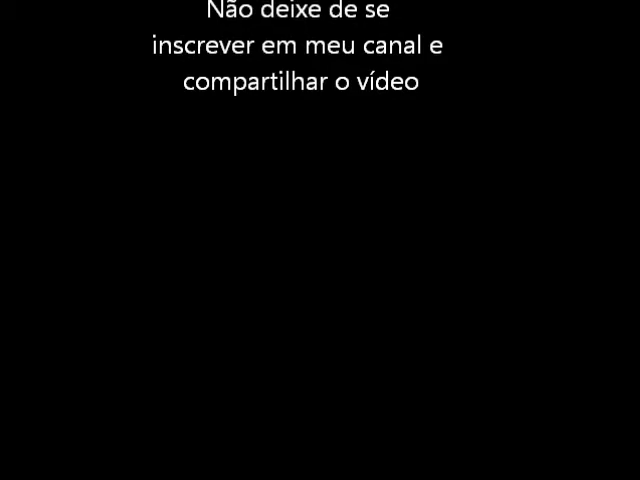 Não deixe de se
inscrever em meu canal e
compartilhar o vídeo